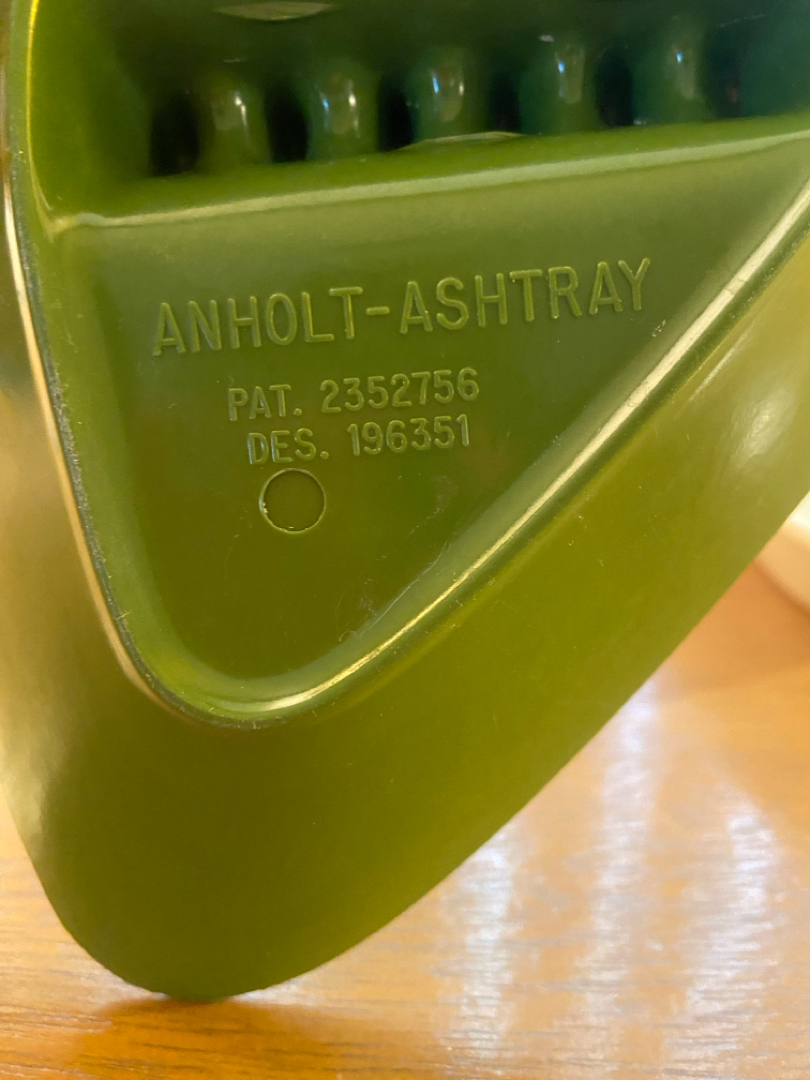 ANHOLT-ASHTRAY
PAT. 2352756
DES. 196351